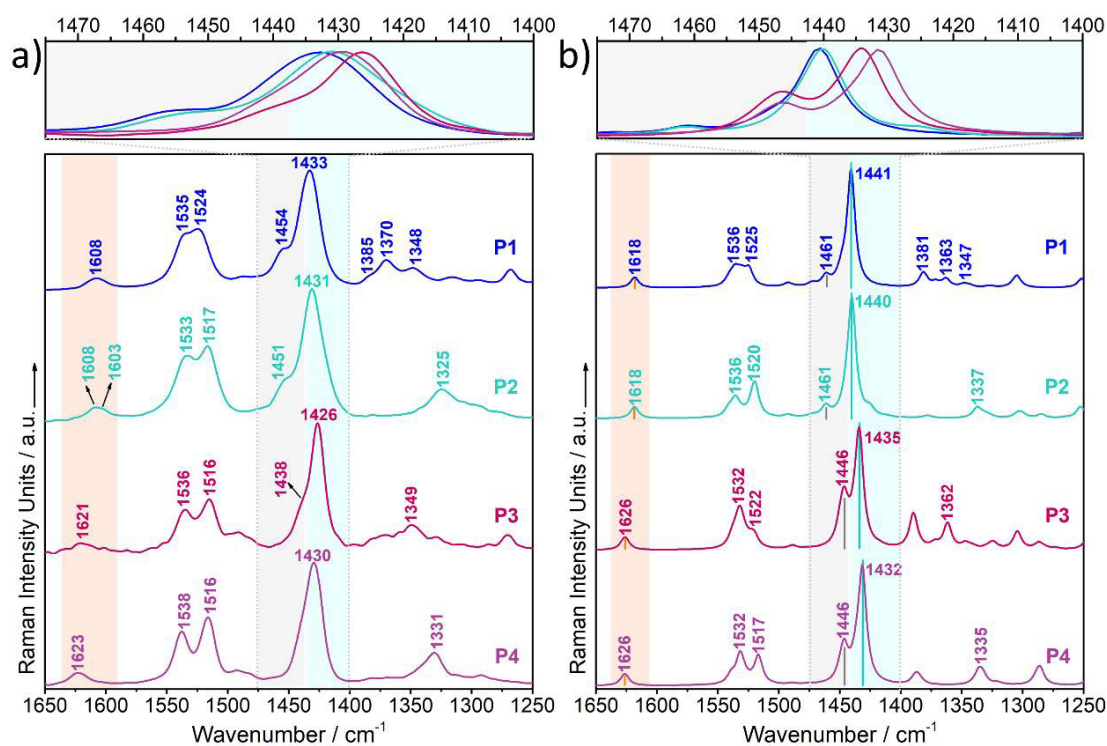 1470 1460 1450 1440 1430 1420 1410 1400
a)
1433
1535
1524
1454
1385
1370
1348
1608
P1
1431
1533
1517
1451
1608
1603
1325
P2
1426
1438
1536
1516
1349
1621
P3
1430
1538
1516
1331
1623
P4
Raman Intensity Units / a.u.
1650 1600 1550 1500 1450 1400 1350 1300 1250
Wavenumber / cm-1
1470 1460 1450 1440 1430 1420 1410 1400
b)
1441
1618
1536
1525
1461
1381
1363
1347
P1
1440
1618
1536
1520
1461
1337
P2
1435
1446
1626
1532
1522
1362
P3
1432
1446
1626
1532
1517
1335
P4
Raman Intensity Units / a.u.
1650 1600 1550 1500 1450 1400 1350 1300 1250
Wavenumber / cm-1